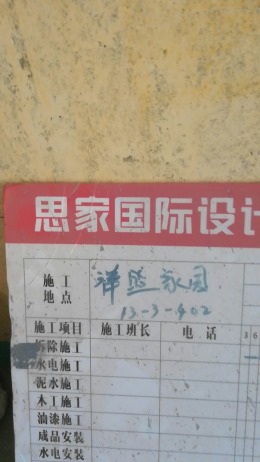 思家国际设计
施工地点 祥盛家园
13-3-402
施工项目 施工班长 电话
拆除施工
水电施工
泥水施工
木工施工
油漆施工
成品安装
水电安装